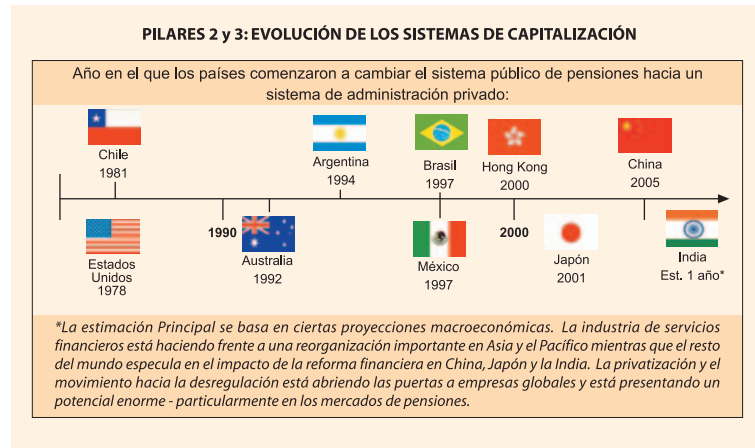 PILARES 2 y 3: EVOLUCIÓN DE LOS SISTEMAS DE CAPITALIZACIÓN
Año en el que los países comenzaron a cambiar el sistema público de pensiones hacia un
sistema de administración privado:
Chile
1981
Argentina
1994
Brasil
1997
Hong Kong
2000
China
2005
1990
2000
Estados
Unidos
1978
Australia
1992
México
1997
Japón
2001
India
Est. 1 año*
*La estimación Principal se basa en ciertas proyecciones macroeconómicas. La industria de servicios
financieros está haciendo frente a una reorganización importante en Asia y el Pacífico mientras que el resto
del mundo especula en el impacto de la reforma financiera en China, Japón y la India. La privatización y el
movimiento hacia la desregulación está abriendo las puertas a empresas globales y está presentando un
potencial enorme - particularmente en los mercados de pensiones.